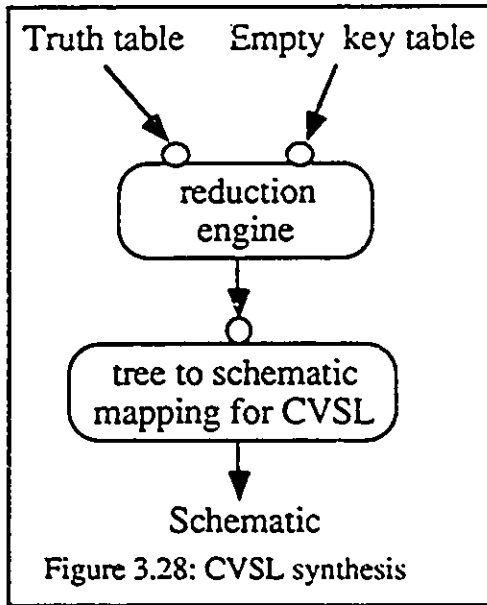 Truth table Empty key table
reduction
engine
tree to schematic
mapping for CVSL
Schematic
Figure 3.28: CVSL synthesis